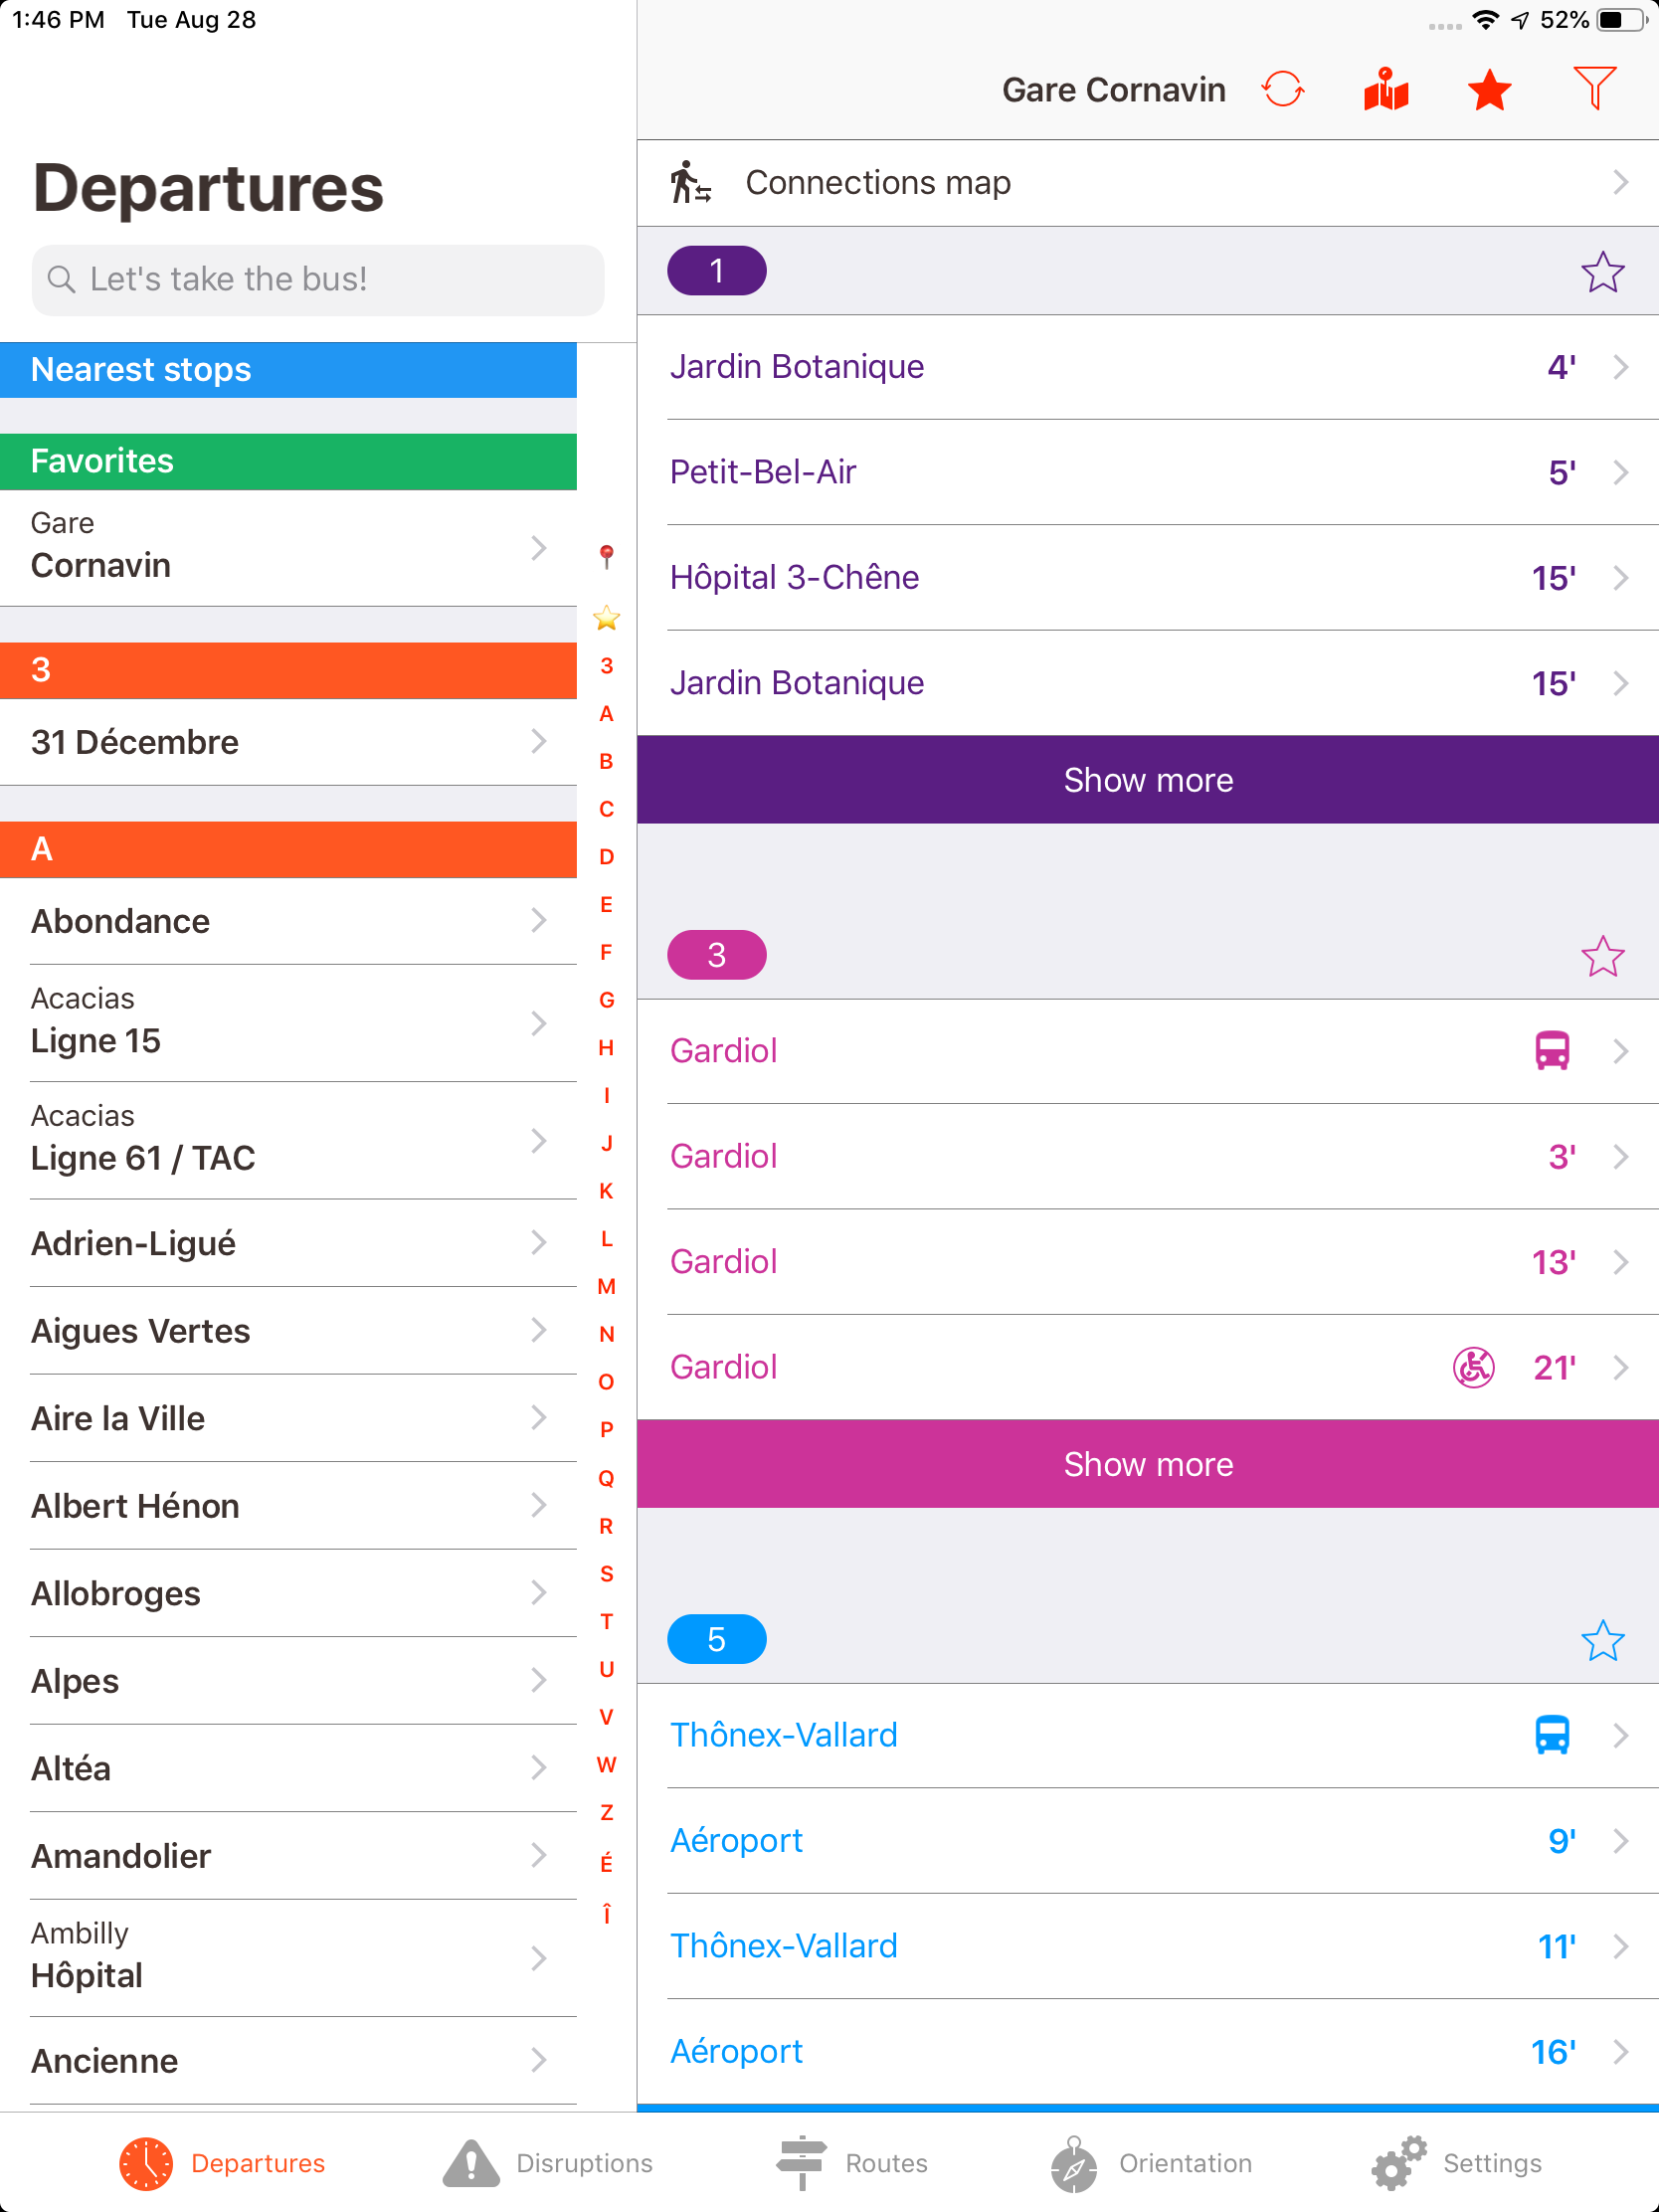 1:46 PM Tue Aug 28
52%
Departures
Let's take the bus!
Nearest stops
Favorites
Gare
Cornavin
3
31 Décembre
A
Abondance
Acacias
Ligne 15
Acacias
Ligne 61 / TAC
Adrien-Ligué
Aigues Vertes
Aire la Ville
Albert Hénon
Allobroges
Alpes
Altéa
Amandolier
Ambilly
Hôpital
Ancienne
3
A
B
C
D
E
F
G
H
I
J
K
L
M
N
O
P
Q
R
S
T
U
V
W
Z
É
Î
Gare Cornavin
Connections map
1
Jardin Botanique 4'
Petit-Bel-Air 5'
Hôpital 3-Chêne 15'
Jardin Botanique 15'
Show more
3
Gardiol
Gardiol 3'
Gardiol 13'
Gardiol 21'
Show more
5
Thônex-Vallard
Aéroport 9'
Thônex-Vallard 11'
Aéroport 16'
Departures Disruptions Routes Orientation Settings